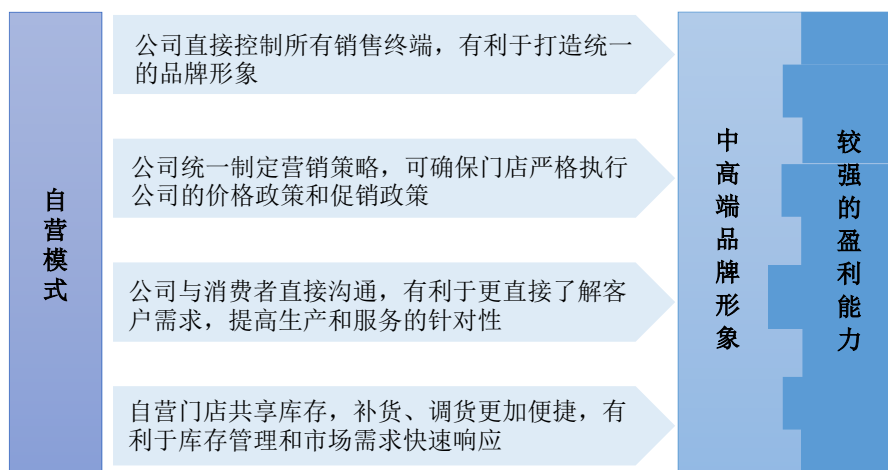 自营模式
公司直接控制所有销售终端，有利于打造统一
的品牌形象
公司统一制定营销策略，可确保门店严格执行
公司的价格政策和促销政策
公司与消费者直接沟通，有利于更直接了解客
户需求，提高生产和服务的针对性
自营门店共享库存，补货、调货更加便捷，有
利于库存管理和市场需求快速响应
中高端品牌形象
较强的盈利能力